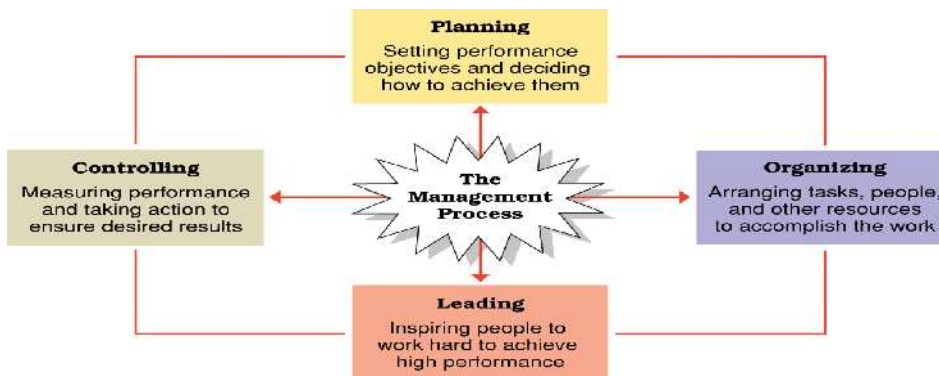 Planning
Setting performance
objectives and deciding
how to achieve them
Controlling
Measuring performance
and taking action to
ensure desired results
The
Management
Process
Organizing
Arranging tasks, people,
and other resources
to accomplish the work
Leading
Inspiring people to
work hard to achieve
high performance